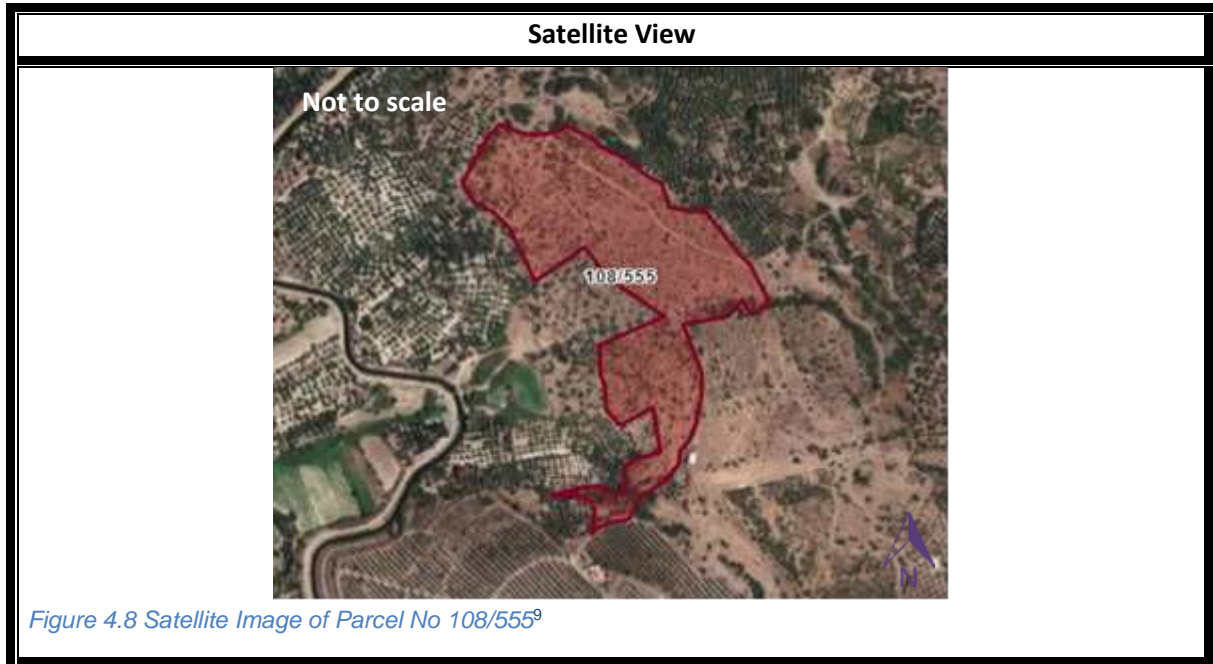 Satellite View
Not to scale
108/555
N
Figure 4.8 Satellite Image of Parcel No 108/555⁹